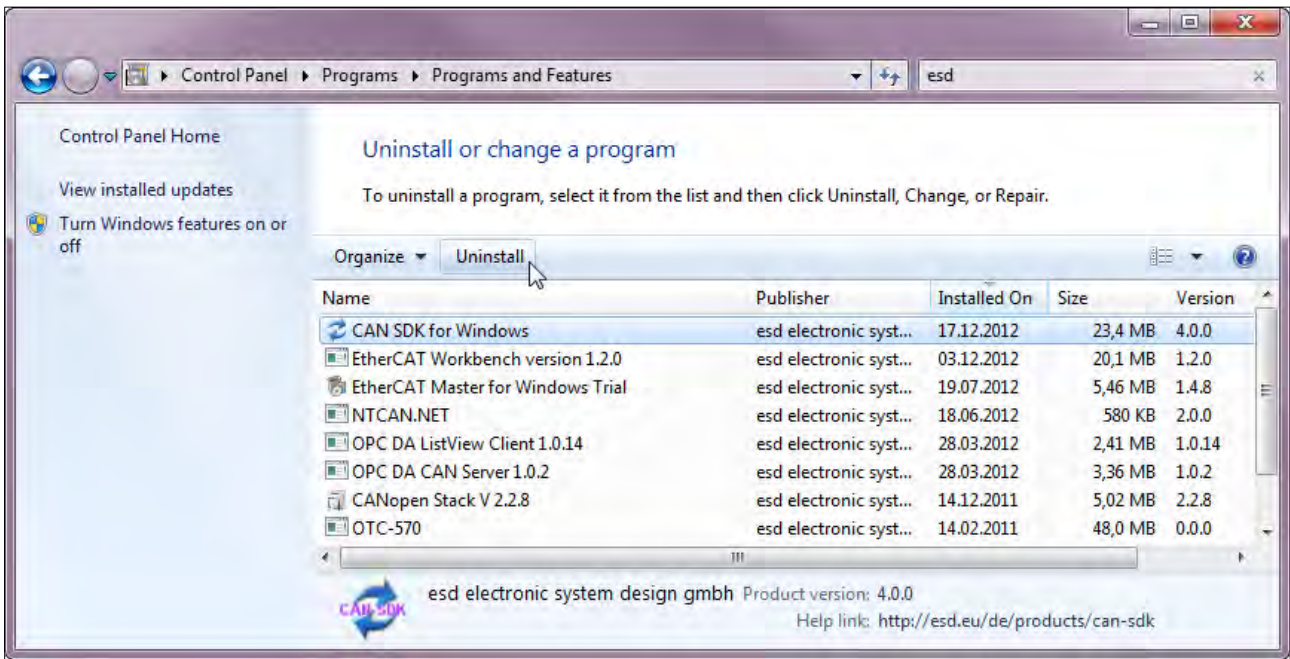 Control Panel ▸ Programs ▸ Programs and Features
esd
Control Panel Home
View installed updates
Turn Windows features on or
off
Uninstall or change a program
To uninstall a program, select it from the list and then click Uninstall, Change, or Repair.
Organize Uninstall
Name Publisher Installed On Size Version
CAN SDK for Windows esd electronic syst... 17.12.2012 23,4 MB 4.0.0
EtherCAT Workbench version 1.2.0 esd electronic syst... 03.12.2012 20,1 MB 1.2.0
EtherCAT Master for Windows Trial esd electronic syst... 19.07.2012 5,46 MB 1.4.8
NTCAN.NET esd electronic syst... 18.06.2012 580 KB 2.0.0
OPC DA ListView Client 1.0.14 esd electronic syst... 28.03.2012 2,41 MB 1.0.14
OPC DA CAN Server 1.0.2 esd electronic syst... 28.03.2012 3,36 MB 1.0.2
CANopen Stack V 2.2.8 esd electronic syst... 14.12.2011 5,02 MB 2.2.8
OTC-570 esd electronic syst... 14.02.2011 48,0 MB 0.0.0
CAN SDK
esd electronic system design gmbh Product version: 4.0.0
Help link: http://esd.eu/de/products/can-sdk